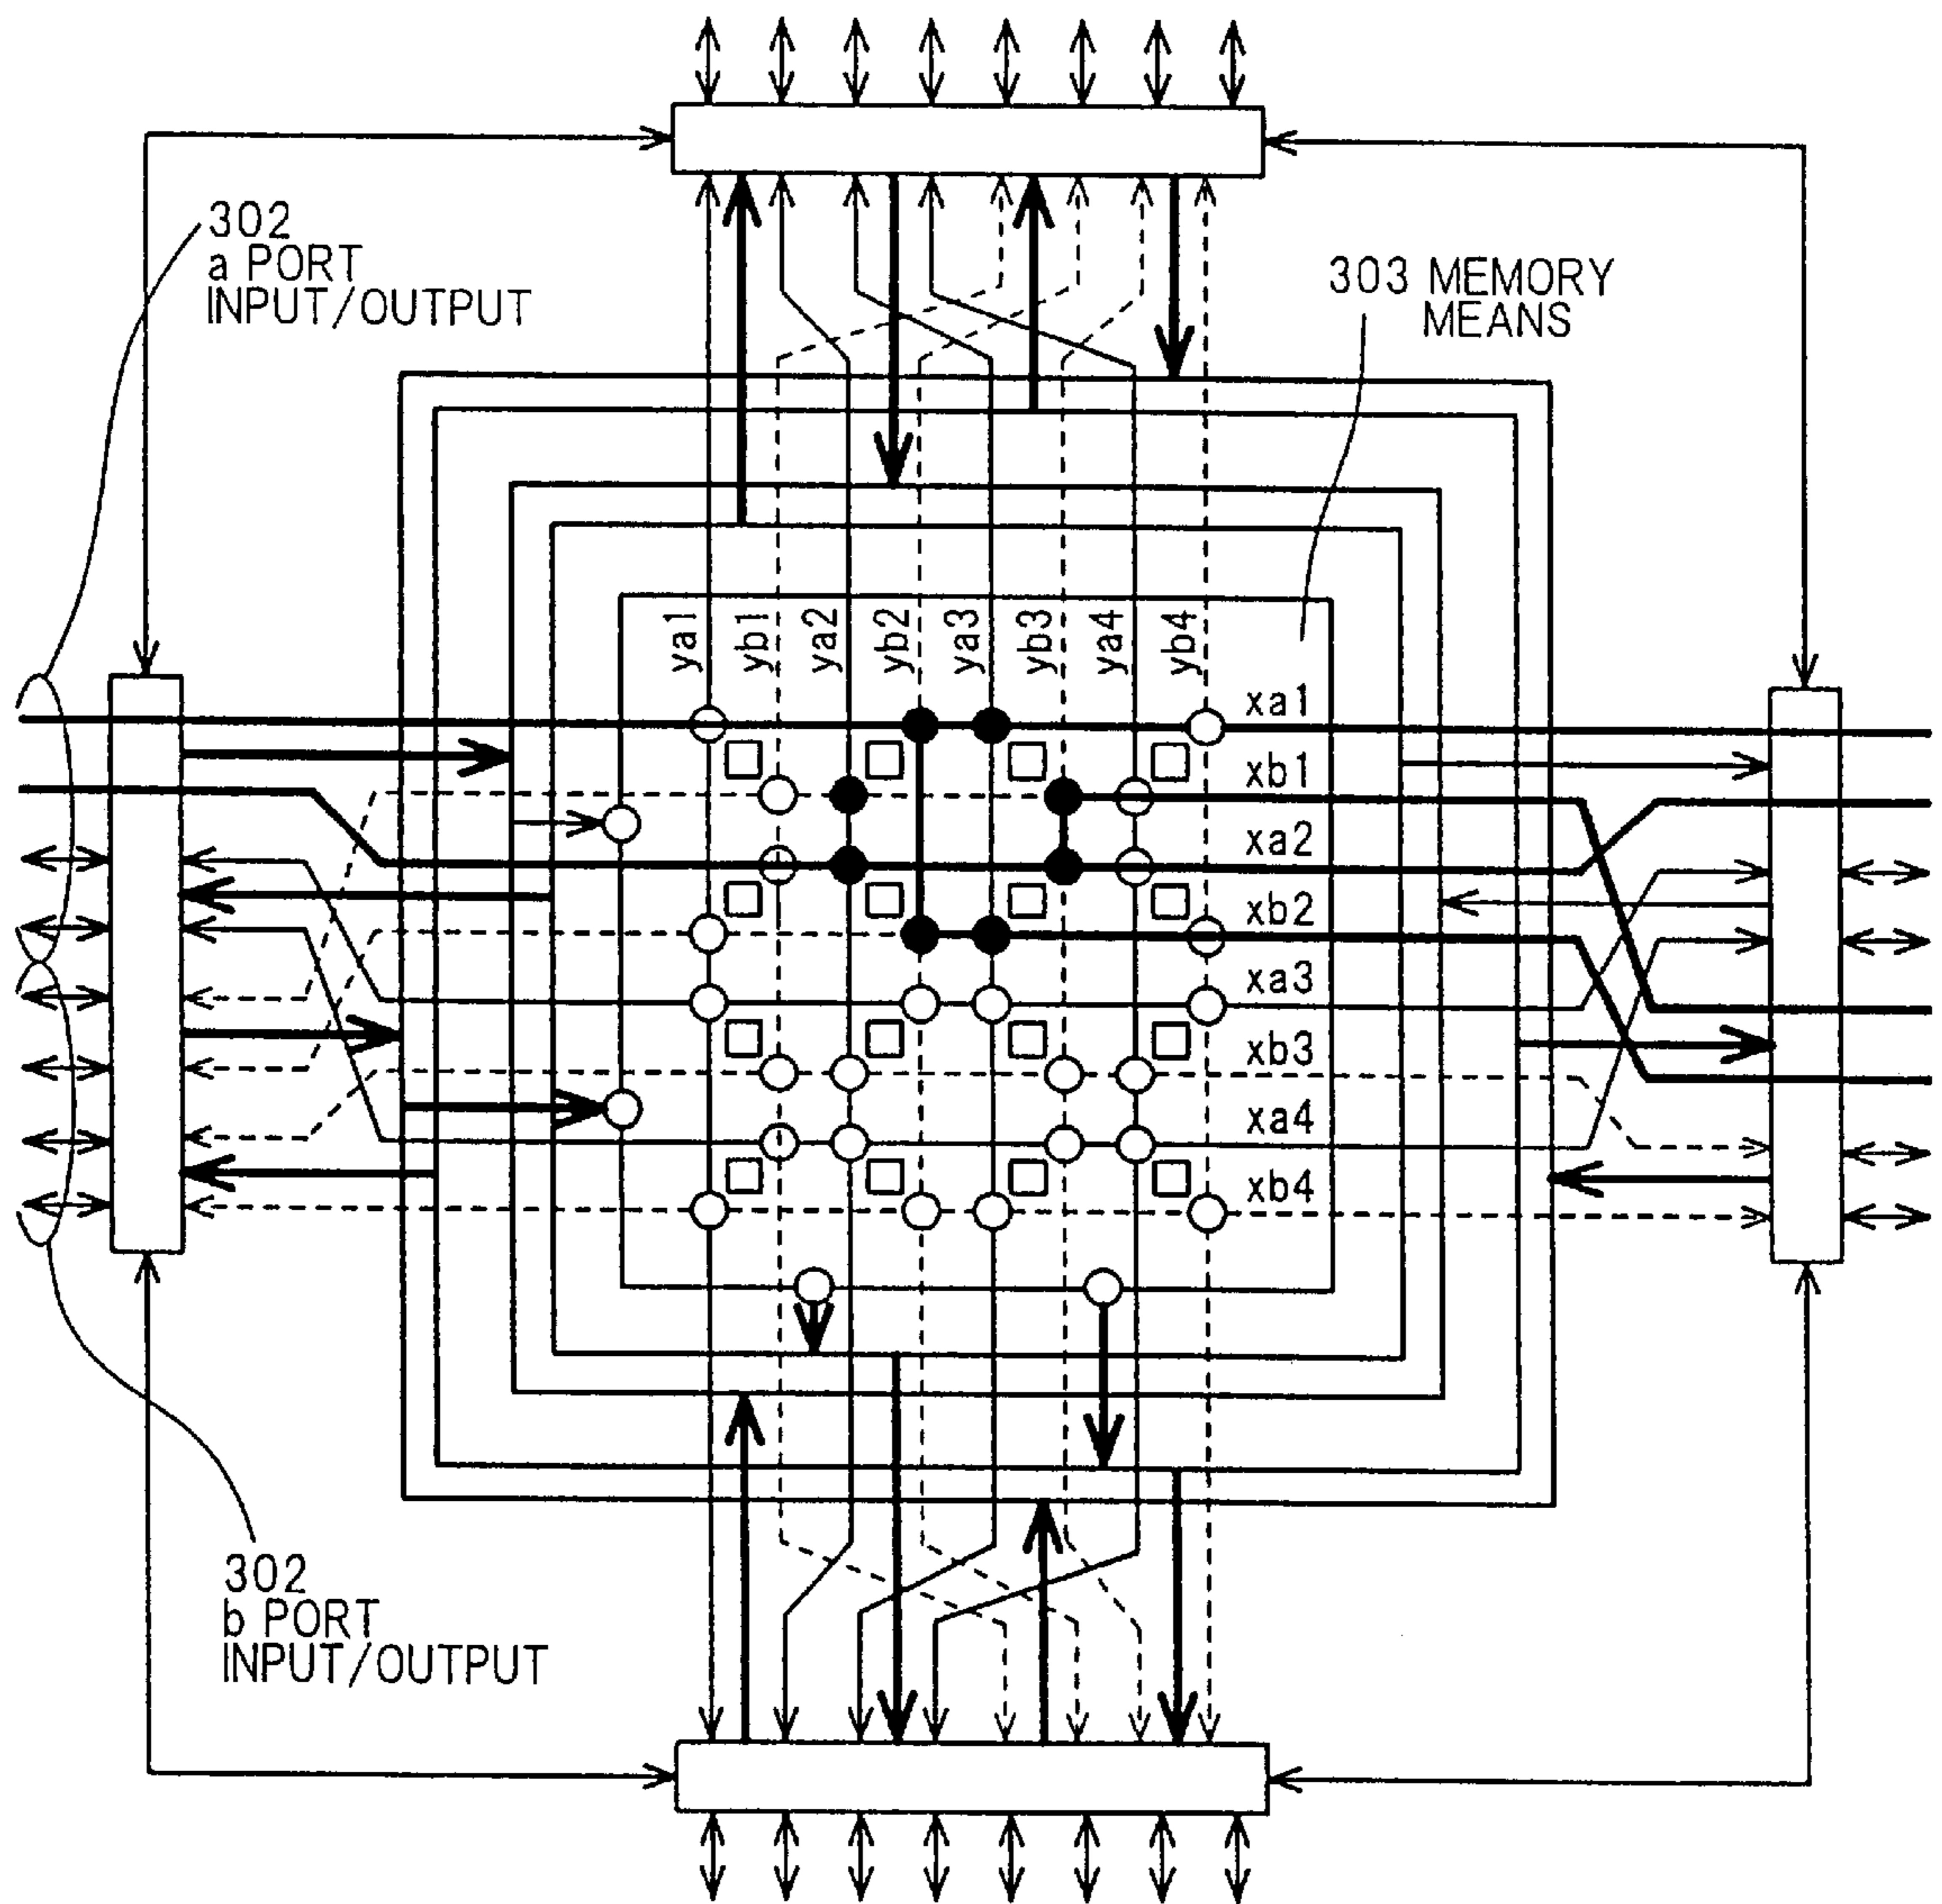 302
a PORT
INPUT/OUTPUT
303 MEMORY
MEANS
ya1
yb1
ya2
yb2
ya3
yb3
ya4
yb4
xa1
xb1
xa2
xb2
xa3
xb3
xa4
xb4
302
b PORT
INPUT/OUTPUT